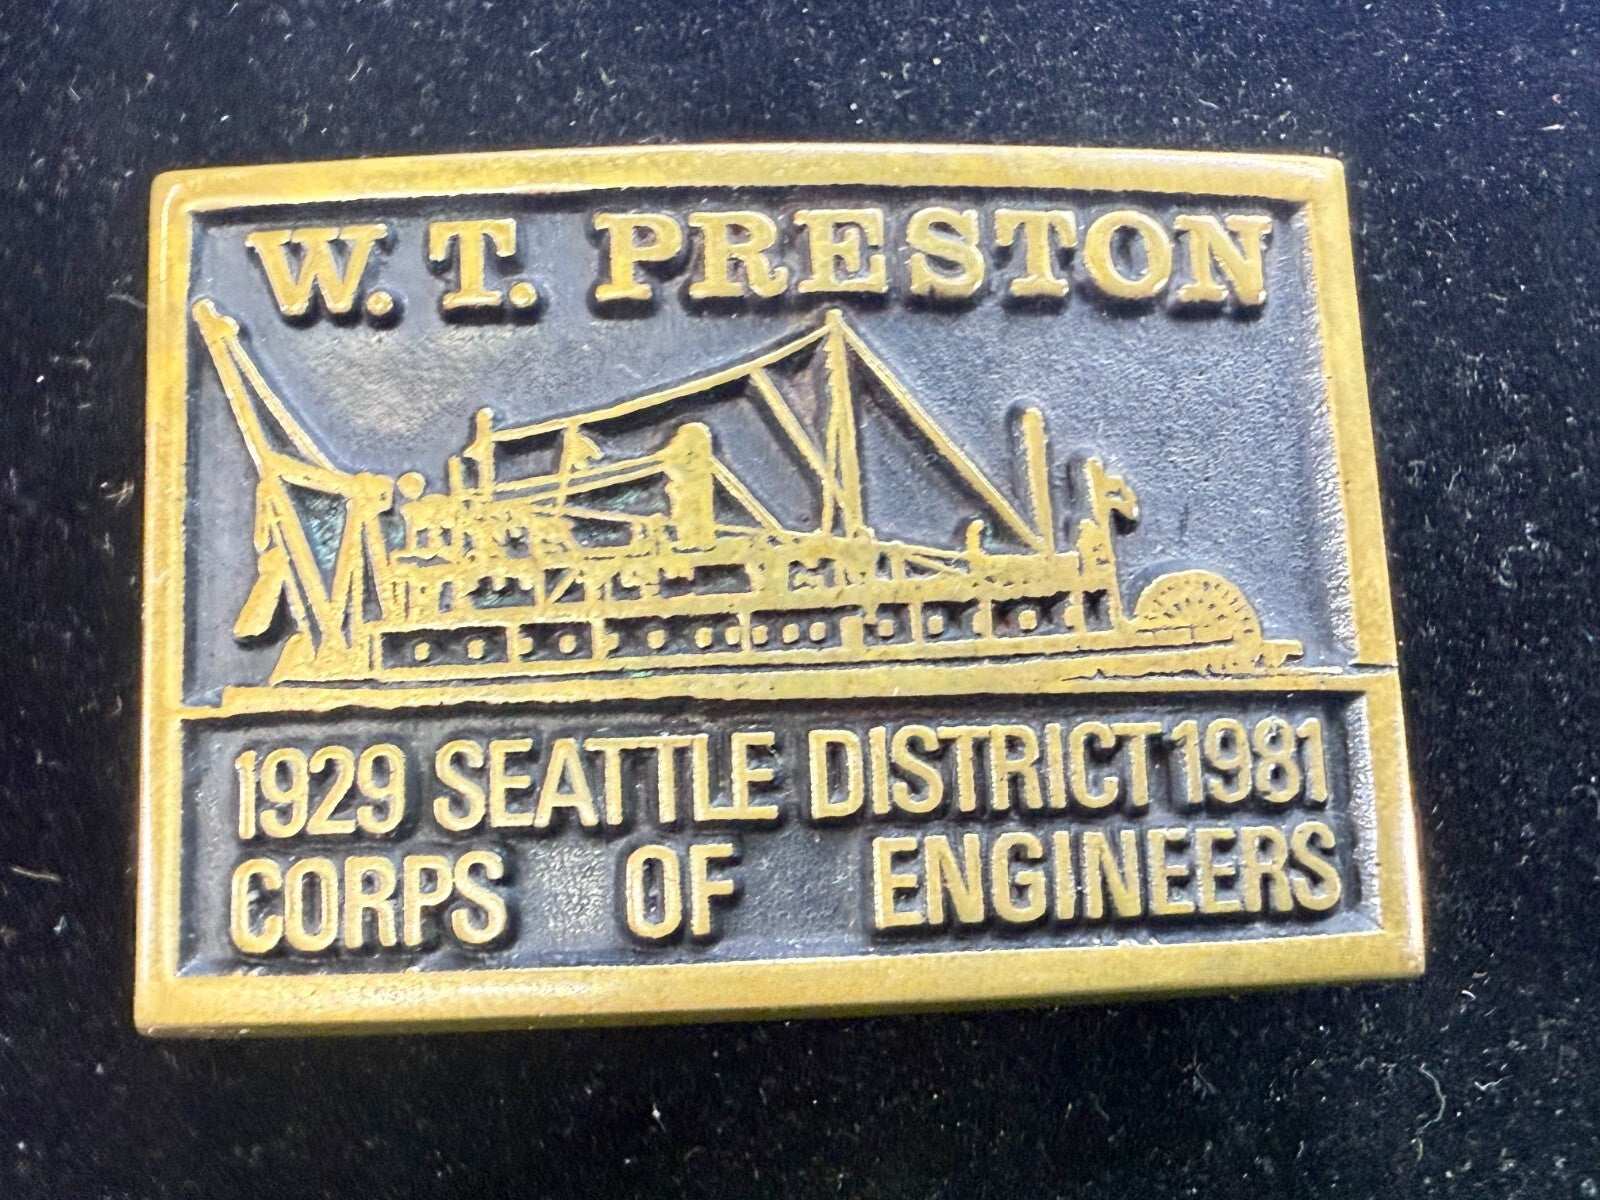 W. T. PRESTON
1929 SEATTLE DISTRICT 1981
CORPS OF ENGINEERS